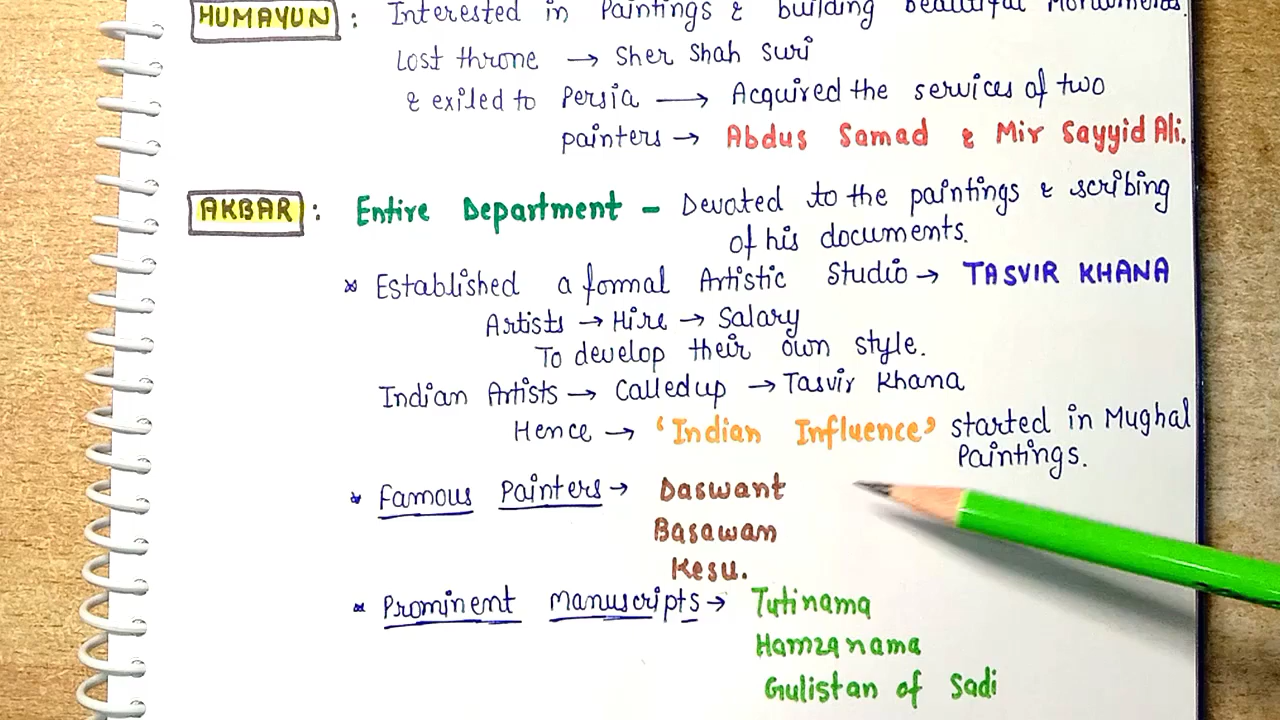 HUMAYUN : Interested in Paintings & building Beautiful Monuments.
Lost throne → Sher Shah Suri
& exiled to Persia → Acquired the services of two
painters → Abdus Samad & Mir Sayyid Ali.
AKBAR : Entire Department - Devoted to the paintings & scribing
of his documents.
* Established a formal Artistic Studio → TASVIR KHANA
Artists → Hire → Salary
To develop their own style.
Indian Artists → Called up → Tasvir Khana
Hence → 'Indian Influence' started in Mughal
Paintings.
* Famous Painters → Daswant
Basawan
Kesu.
* Prominent Manuscripts → Tutinama
Hamzanama
Gulistan of Sadi